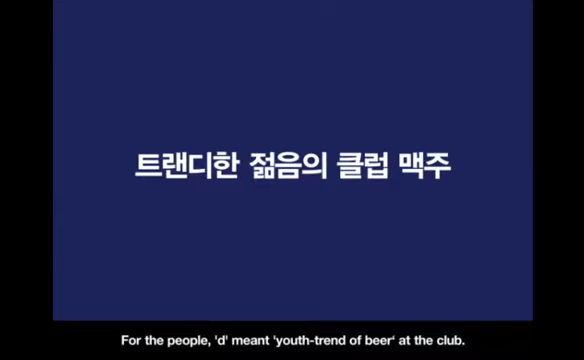 트랜디한 젊음의 클럽 맥주
For the people, 'd' meant 'youth-trend of beer' at the club.